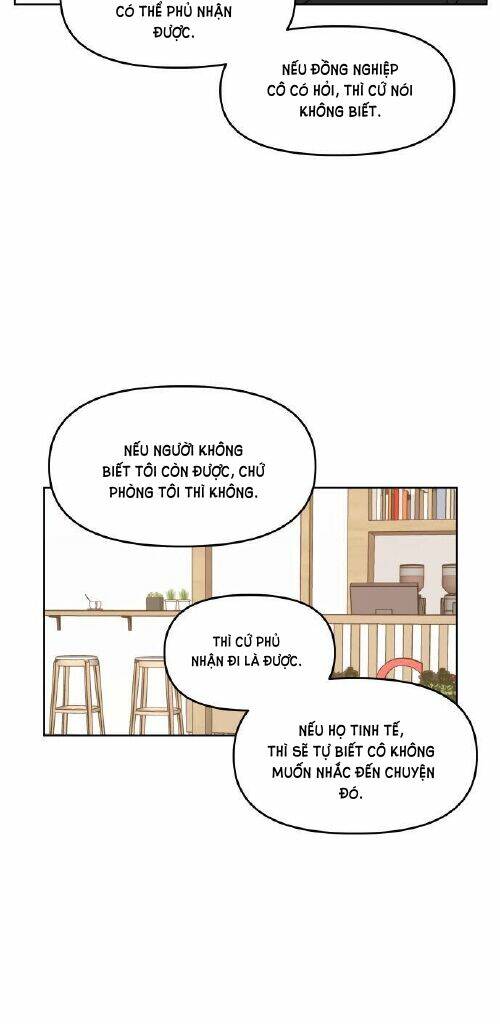 CÓ THỂ PHỦ NHẬN
ĐƯỢC.
NẾU ĐỒNG NGHIỆP
CÔ CÓ HỎI, THÌ CỨ NÓI
KHÔNG BIẾT.
NẾU NGƯỜI KHÔNG
BIẾT TÔI CÒN ĐƯỢC, CHỨ
PHÒNG TÔI THÌ KHÔNG.
THÌ CỨ PHỦ
NHẬN ĐI LÀ ĐƯỢC.
NẾU HỌ TINH TẾ,
THÌ SẼ TỰ BIẾT CÔ KHÔNG
MUỐN NHẮC ĐẾN CHUYỆN
ĐÓ.